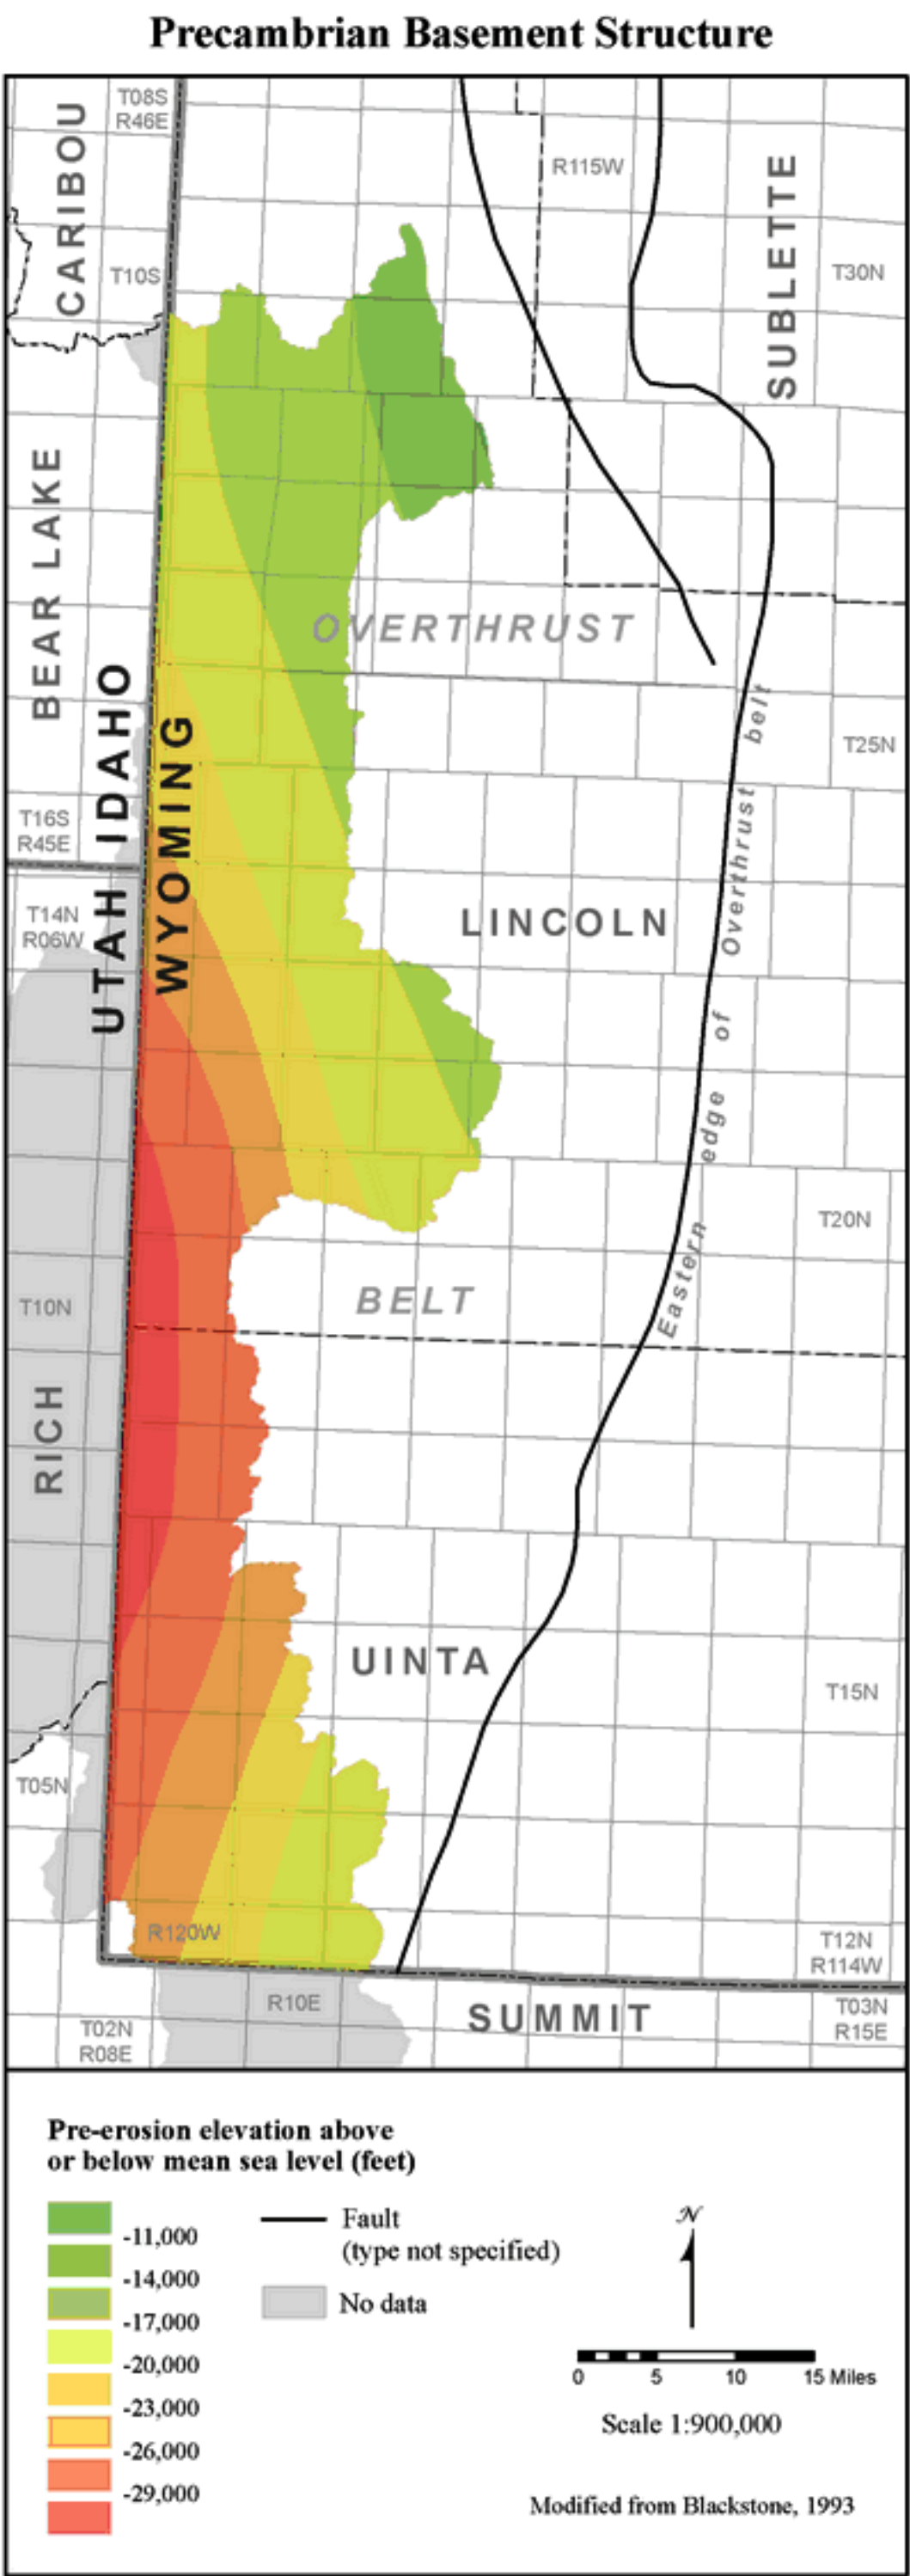 Precambrian Basement Structure
CARIBOU
T08S
R46E
R115W
SUBLETTE
T10S
T30N
BEAR LAKE
OVERTHRUST
IDAHO
WYOMING
T25N
T16S
R45E
UTAH
T14N
R06W
LINCOLN
Eastern edge of Overthrust belt
T20N
T10N
BELT
RICH
UINTA
T15N
T05N
R120W
T12N
R114W
R10E
SUMMIT
T03N
R15E
T02N
R08E
Pre-erosion elevation above
or below mean sea level (feet)
-11,000
-14,000
-17,000
-20,000
-23,000
-26,000
-29,000
Fault
(type not specified)
No data
N
0 5 10 15 Miles
Scale 1:900,000
Modified from Blackstone, 1993